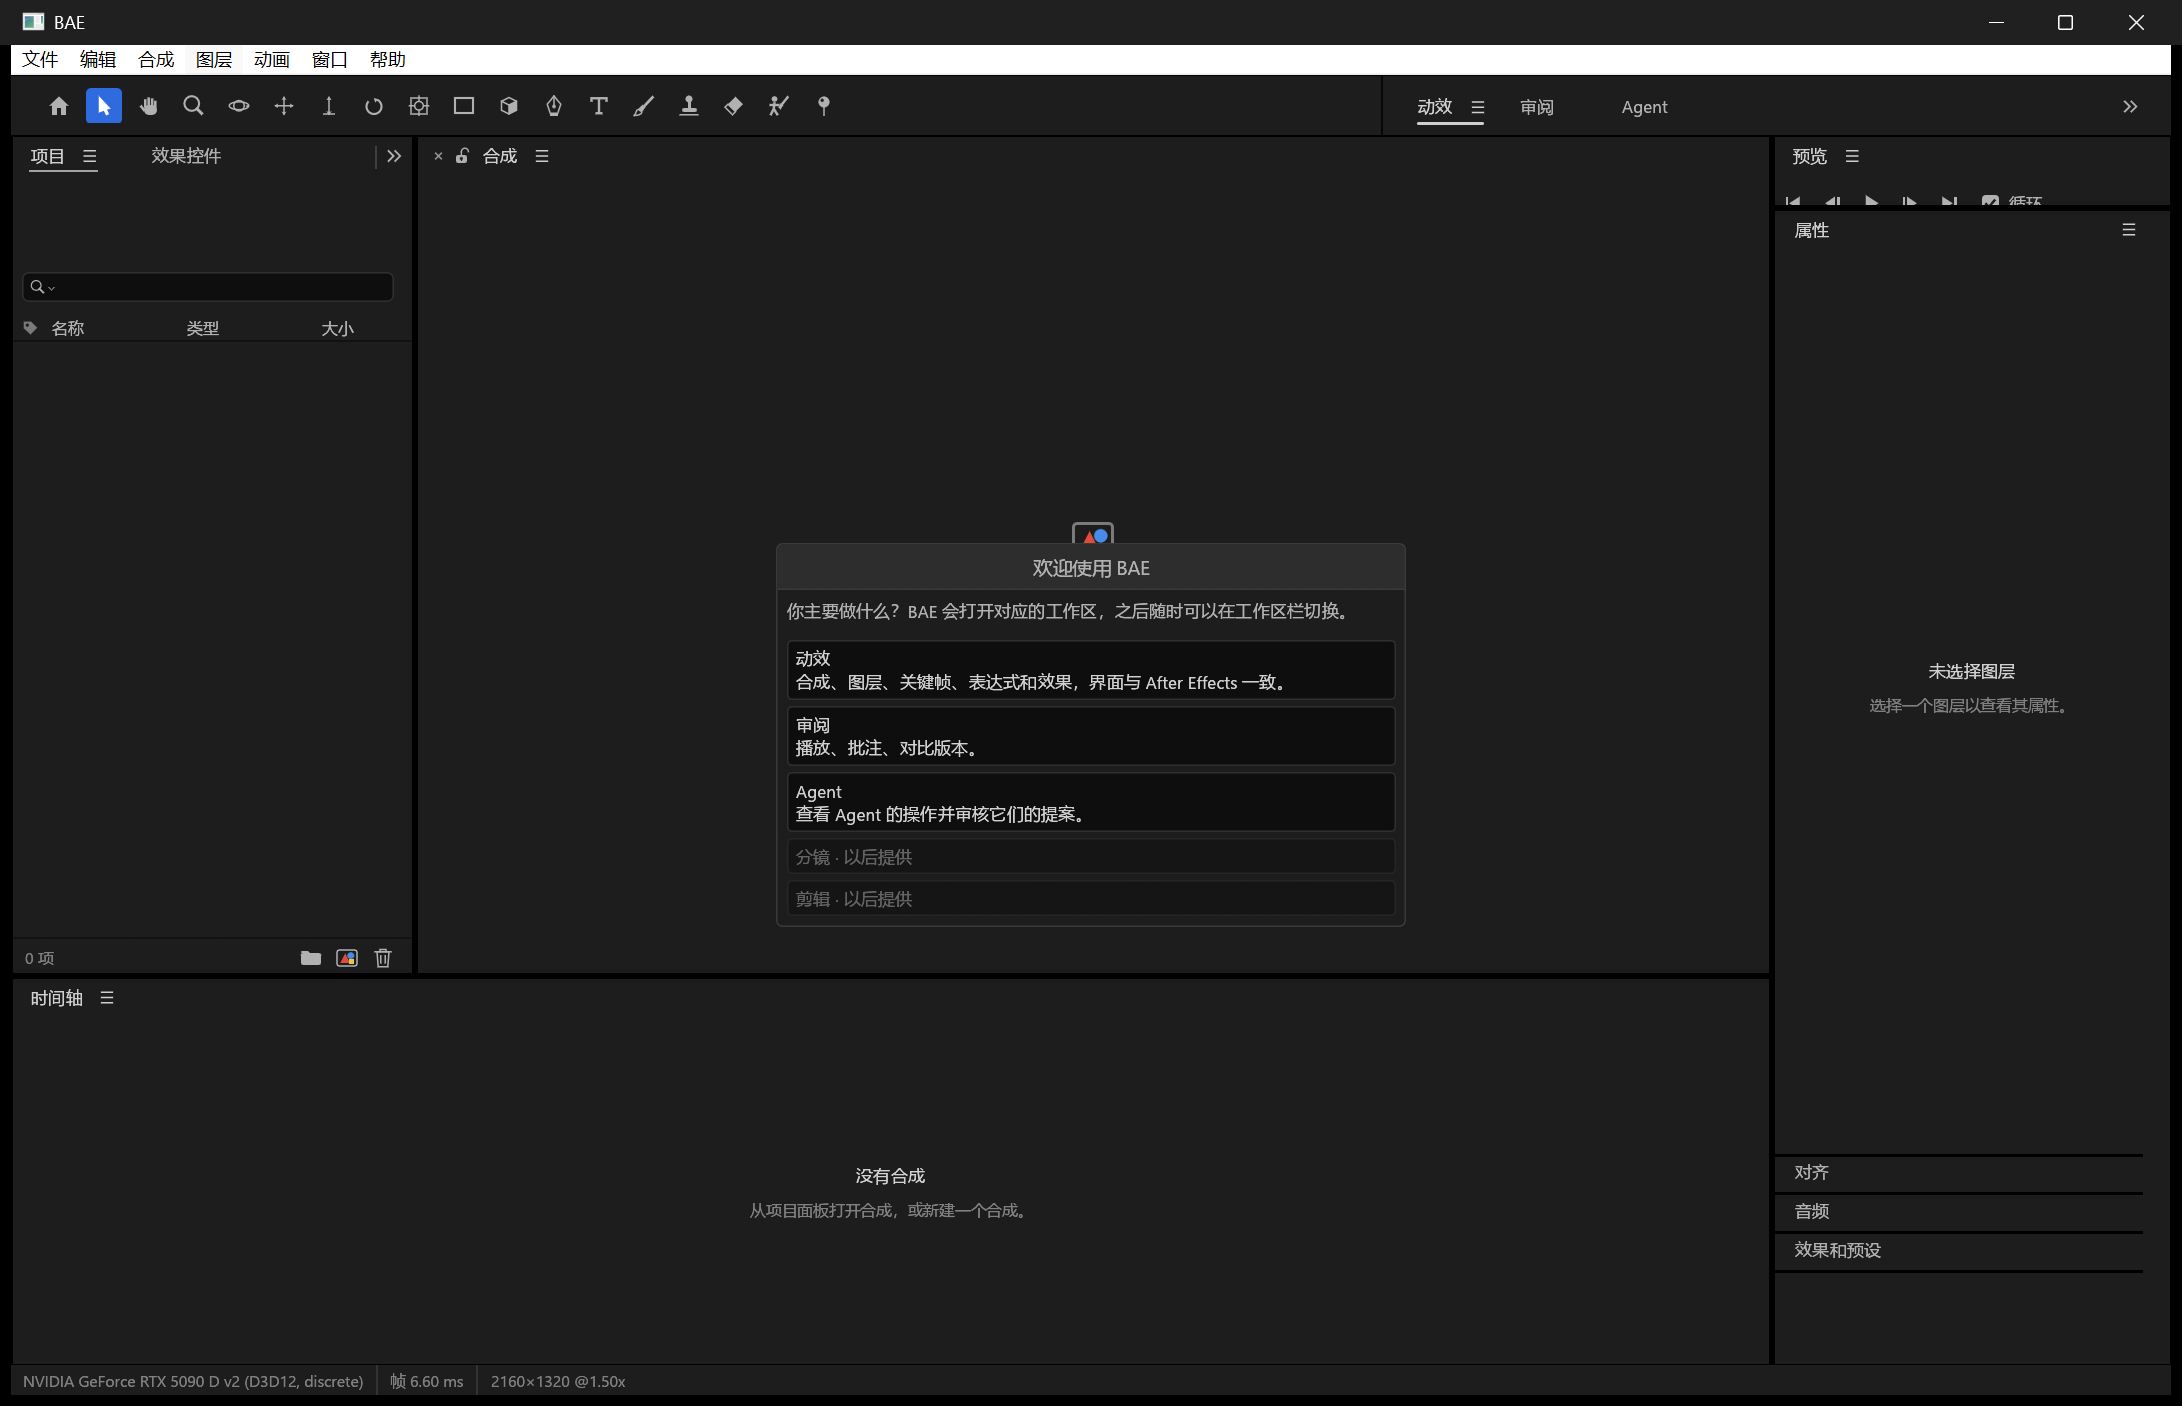 BAE
文件 编辑 合成 图层 动画 窗口 帮助
动效 审阅 Agent
项目 效果控件
合成
预览
循环
属性
名称 类型 大小
欢迎使用 BAE
你主要做什么？BAE 会打开对应的工作区，之后随时可以在工作区栏切换。
动效
合成、图层、关键帧、表达式和效果，界面与 After Effects 一致。
审阅
播放、批注、对比版本。
Agent
查看 Agent 的操作并审核它们的提案。
分镜 · 以后提供
剪辑 · 以后提供
未选择图层
选择一个图层以查看其属性。
0 项
时间轴
没有合成
从项目面板打开合成，或新建一个合成。
对齐
音频
效果和预设
NVIDIA GeForce RTX 5090 D v2 (D3D12, discrete) 帧 6.60 ms 2160×1320 @1.50x